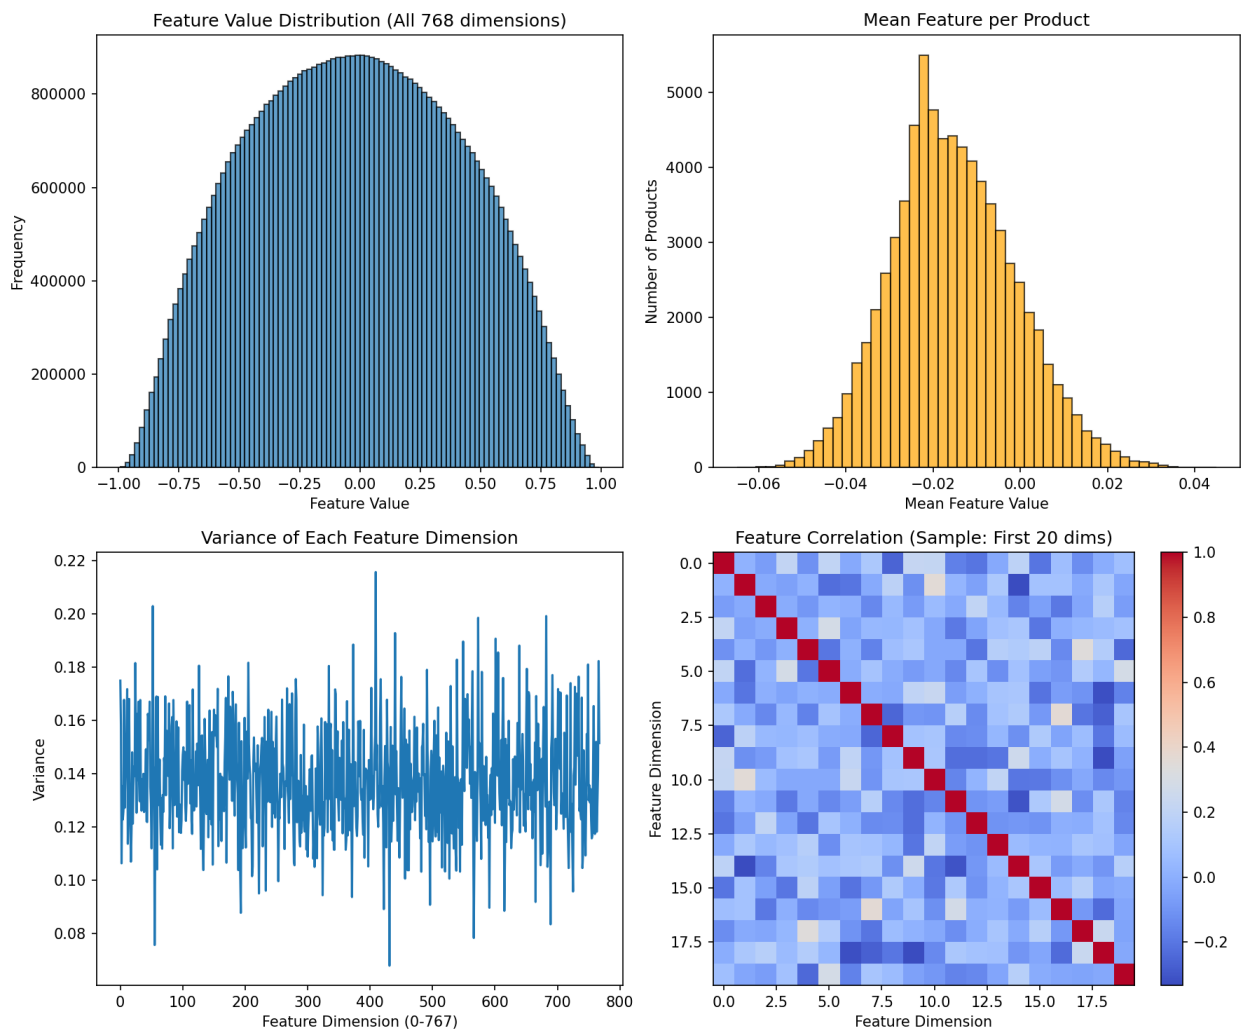 Feature Value Distribution (All 768 dimensions)
800000
600000
400000
200000
0
Frequency
−1.00 −0.75 −0.50 −0.25 0.00 0.25 0.50 0.75 1.00
Feature Value
Mean Feature per Product
5000
4000
3000
2000
1000
0
Number of Products
−0.06 −0.04 −0.02 0.00 0.02 0.04
Mean Feature Value
Variance of Each Feature Dimension
0.22
0.20
0.18
0.16
0.14
0.12
0.10
0.08
Variance
0 100 200 300 400 500 600 700 800
Feature Dimension (0-767)
Feature Correlation (Sample: First 20 dims)
0.0
2.5
5.0
7.5
10.0
12.5
15.0
17.5
Feature Dimension
0.0 2.5 5.0 7.5 10.0 12.5 15.0 17.5
Feature Dimension
1.0
0.8
0.6
0.4
0.2
0.0
−0.2